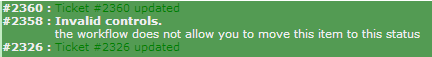 #2360 : Ticket #2360 updated
#2358 : Invalid controls.
the workflow does not allow you to move this item to this status
#2326 : Ticket #2326 updated